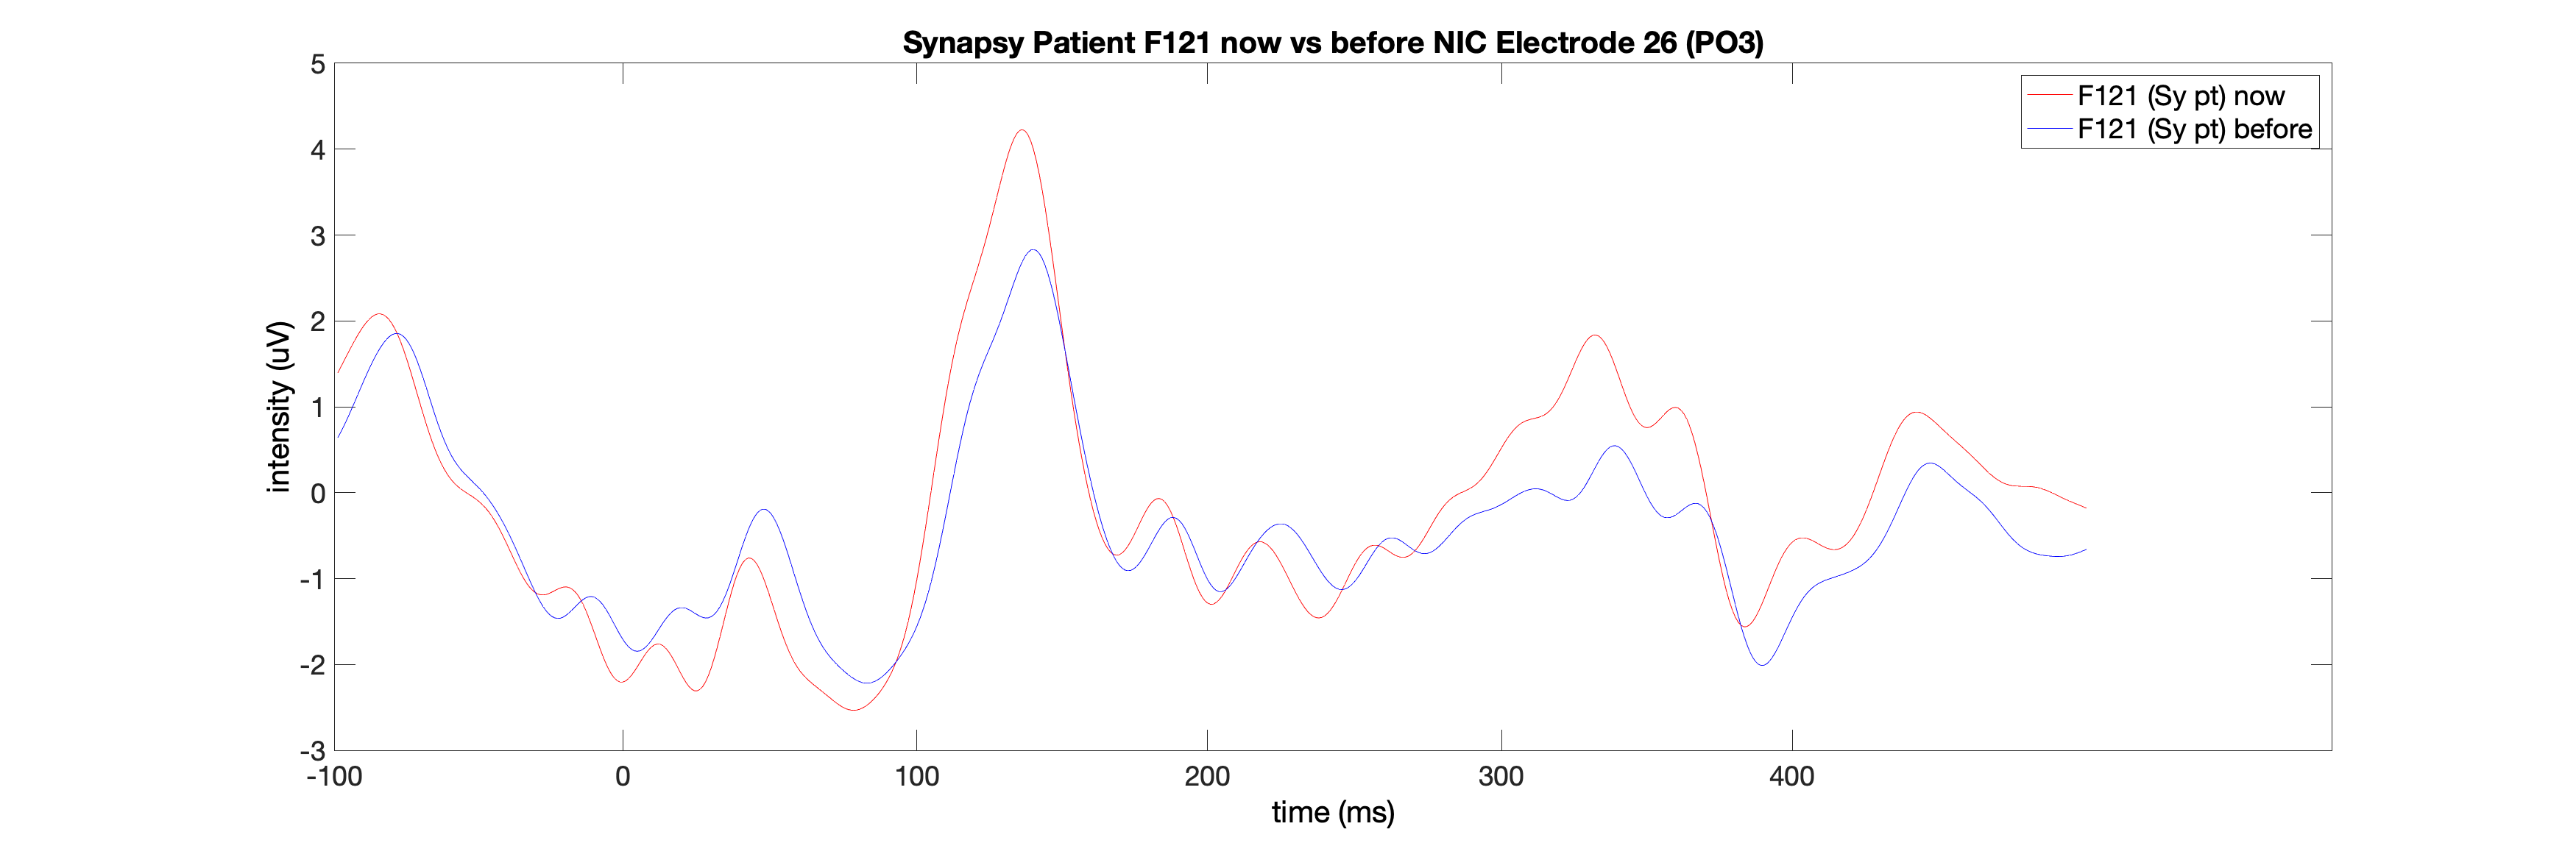 Synapsy Patient F121 now vs before NIC Electrode 26 (PO3)
5
4
3
2
1
0
-1
-2
-3
intensity (uV)
F121 (Sy pt) now
F121 (Sy pt) before
-100 0 100 200 300 400
time (ms)